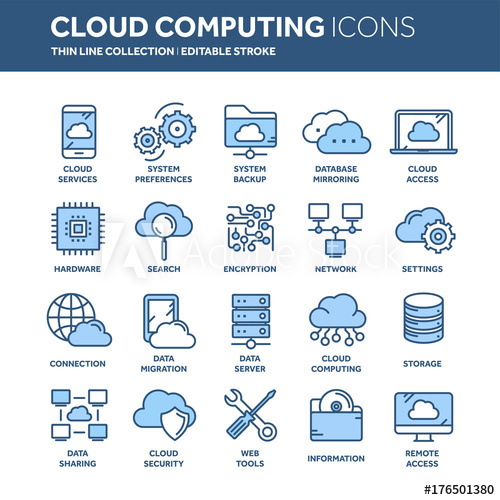 CLOUD COMPUTING ICONS
THIN LINE COLLECTION | EDITABLE STROKE
CLOUD SERVICES
SYSTEM PREFERENCES
SYSTEM BACKUP
DATABASE MIRRORING
CLOUD ACCESS
HARDWARE
SEARCH
ENCRYPTION
NETWORK
SETTINGS
CONNECTION
DATA MIGRATION
DATA SERVER
CLOUD COMPUTING
STORAGE
DATA SHARING
CLOUD SECURITY
WEB TOOLS
INFORMATION
REMOTE ACCESS
Adobe Stock
#176501380